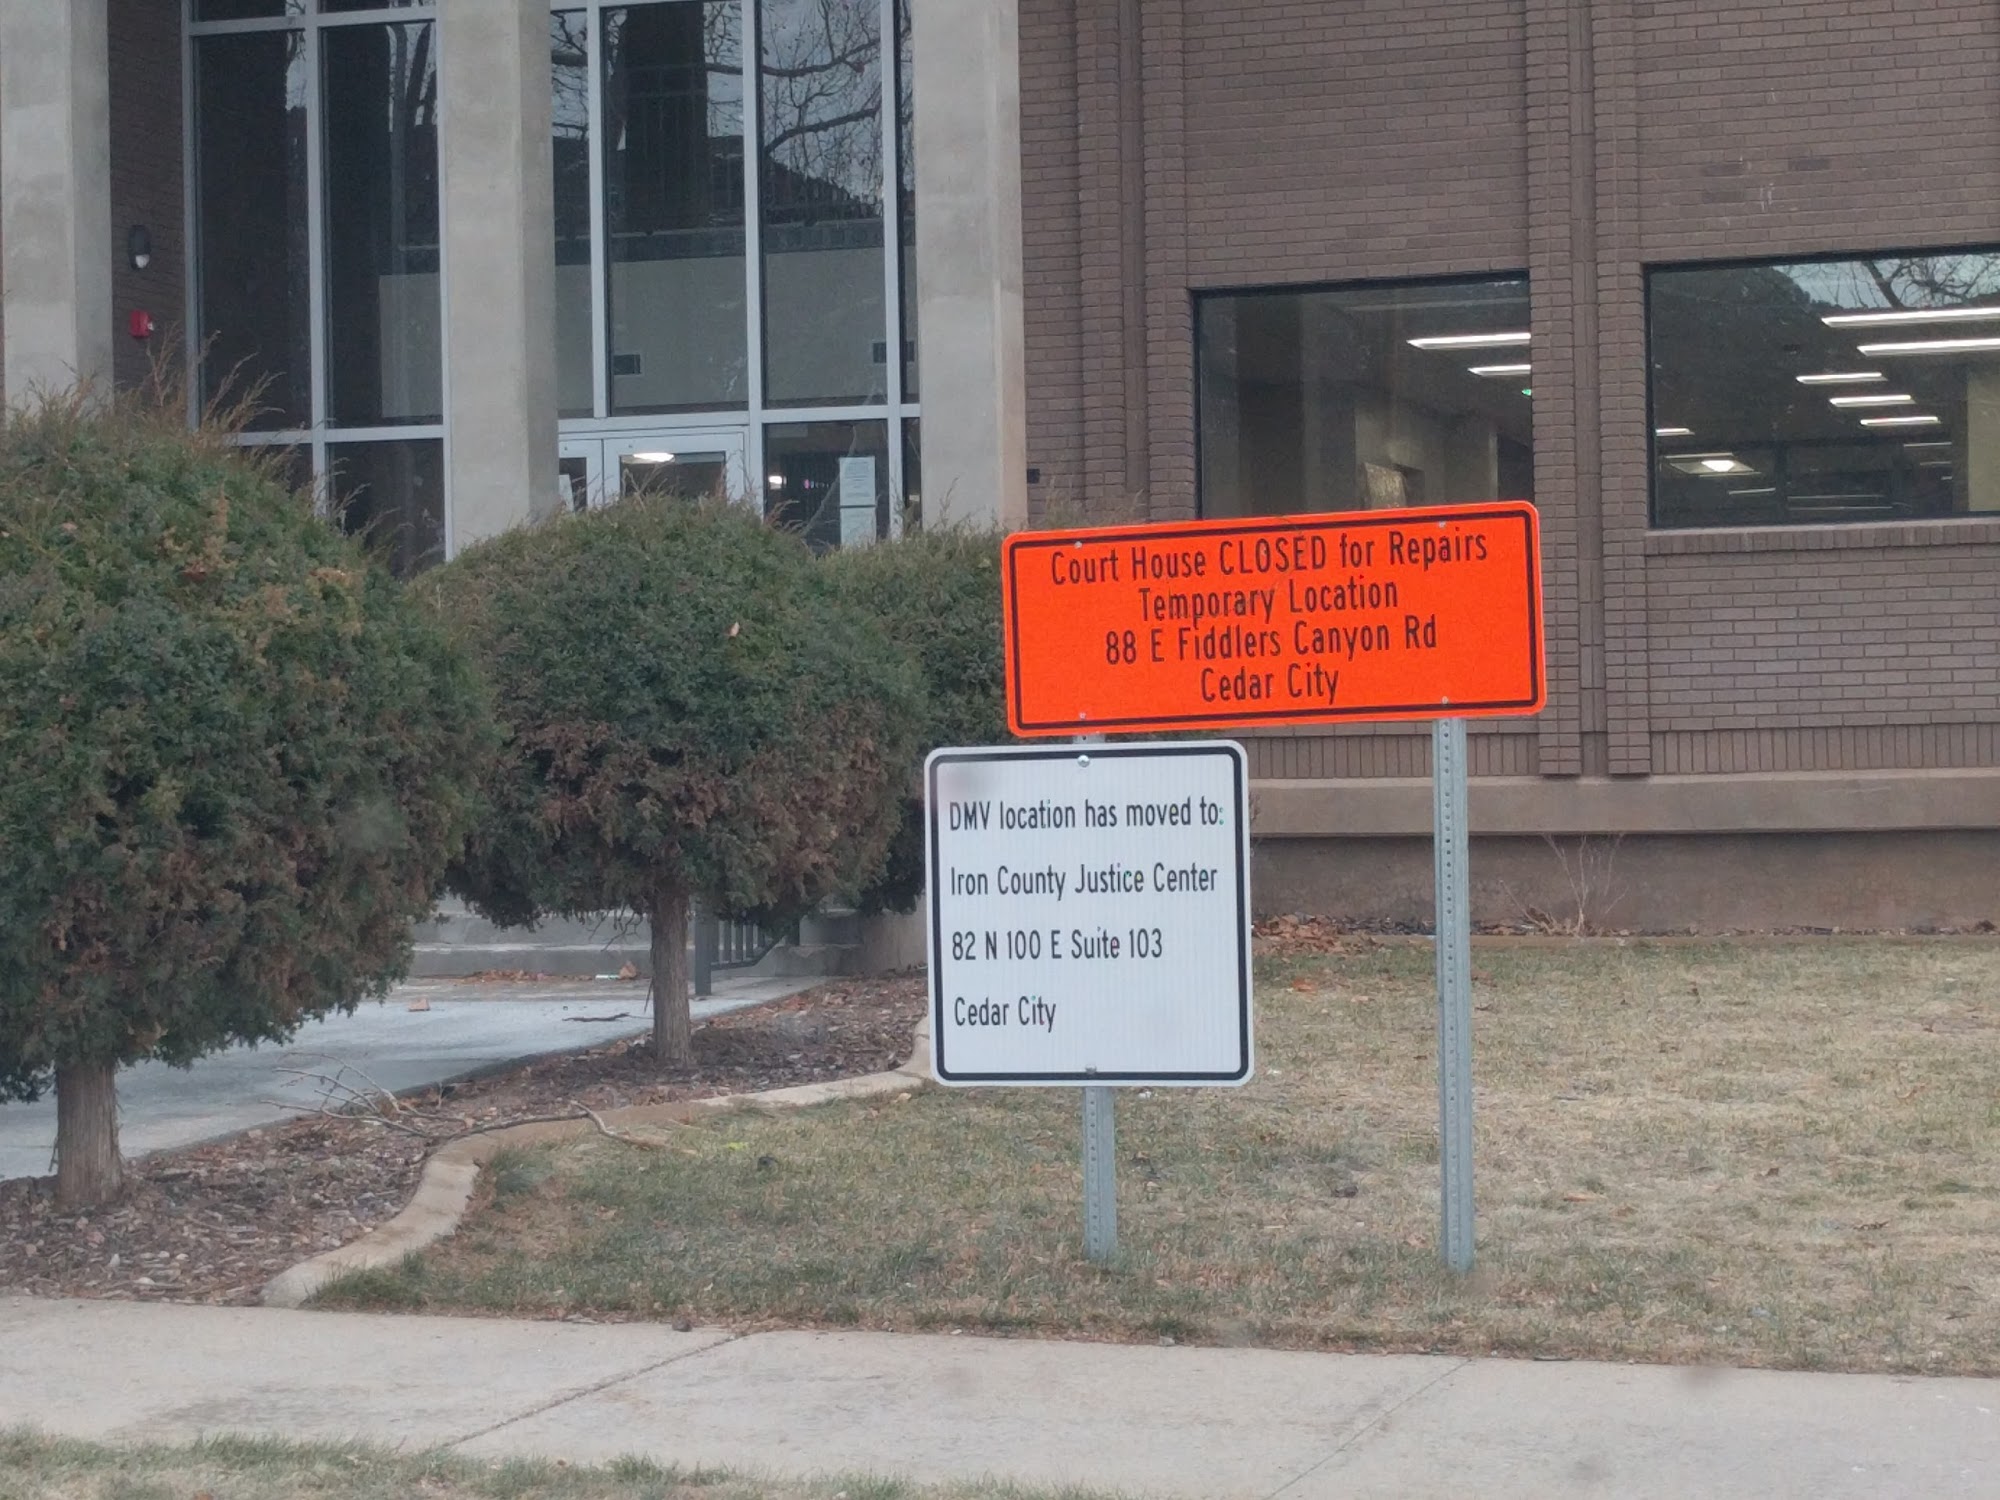 Court House CLOSED for Repairs
Temporary Location
88 E Fiddlers Canyon Rd
Cedar City
DMV location has moved to:
Iron County Justice Center
82 N 100 E Suite 103
Cedar City